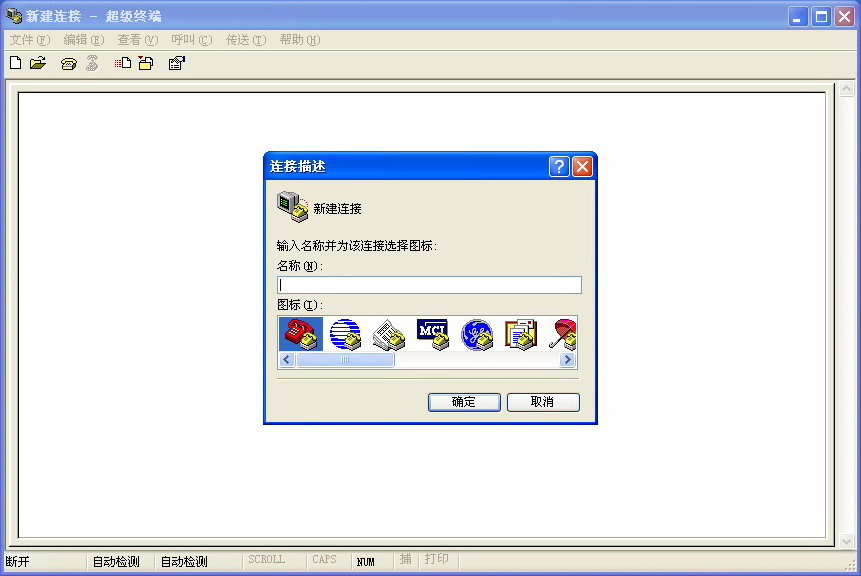 新建连接 - 超级终端
文件(F) 编辑(E) 查看(V) 呼叫(C) 传送(T) 帮助(H)
连接描述
新建连接
输入名称并为该连接选择图标:
名称(N):
图标(I):
MCI
确定 取消
断开 自动检测 自动检测 SCROLL CAPS NUM 捕 打印